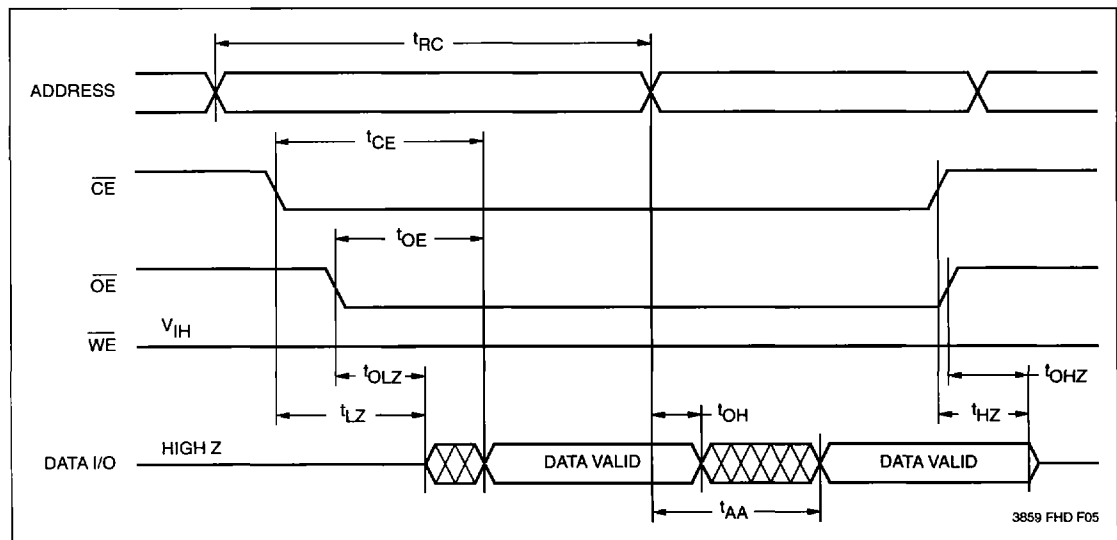 tRC
ADDRESS
tCE
CE
tOE
OE
VIH
WE
tOLZ
tOHZ
tLZ
tOH
tHZ
HIGH Z
DATA I/O
DATA VALID
DATA VALID
tAA
3859 FHD F05